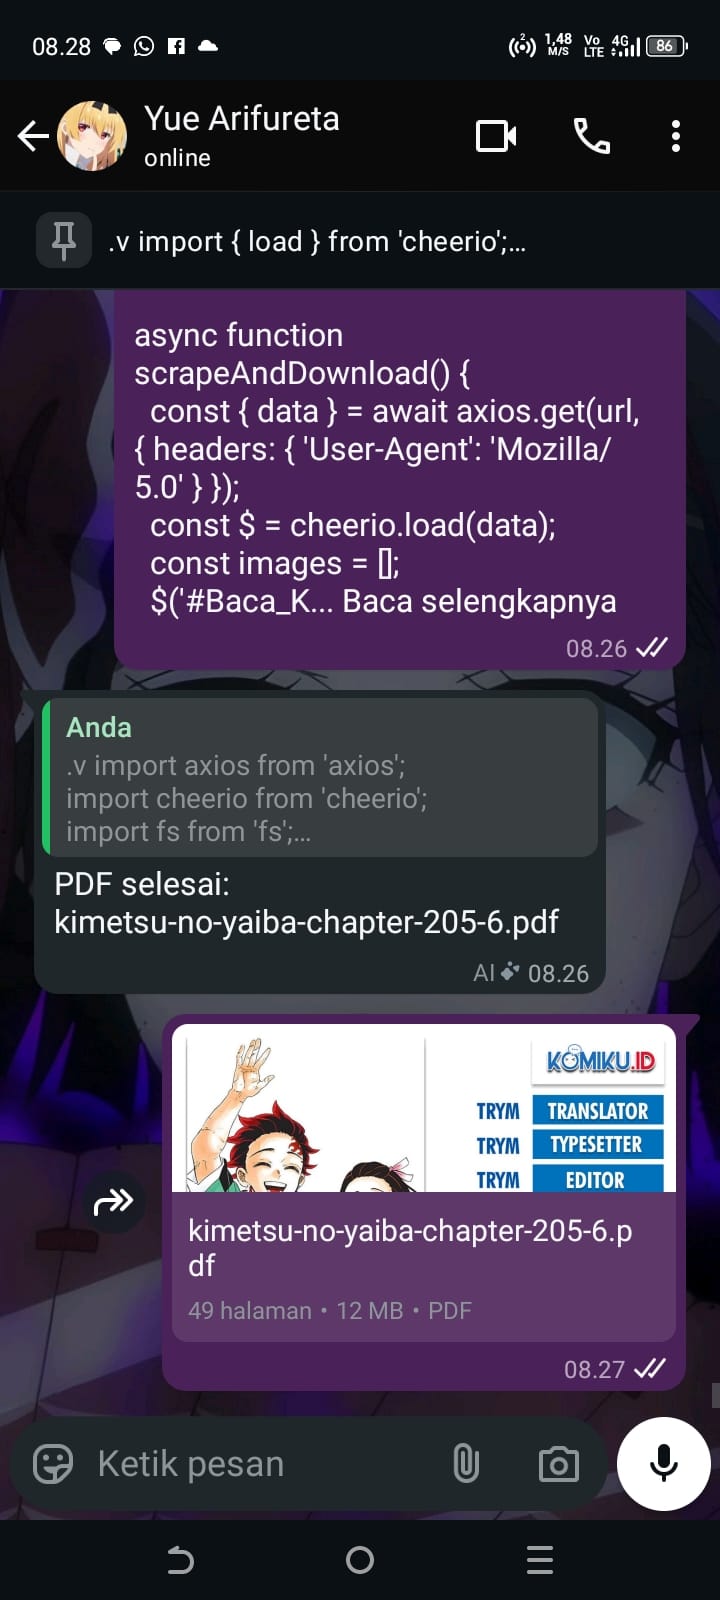 08.28
1,48
M/S
Vo
LTE
4G
86
Yue Arifureta
online
.v import { load } from 'cheerio';...
async function
scrapeAndDownload() {
const { data } = await axios.get(url,
{ headers: { 'User-Agent': 'Mozilla/
5.0' } });
const $ = cheerio.load(data);
const images = [];
$('#Baca_K... Baca selengkapnya
08.26
Anda
.v import axios from 'axios';
import cheerio from 'cheerio';
import fs from 'fs';...
PDF selesai:
kimetsu-no-yaiba-chapter-205-6.pdf
AI 08.26
KOMIKU.ID
TRYM TRANSLATOR
TRYM TYPESETTER
TRYM EDITOR
kimetsu-no-yaiba-chapter-205-6.p
df
49 halaman • 12 MB • PDF
08.27
Ketik pesan